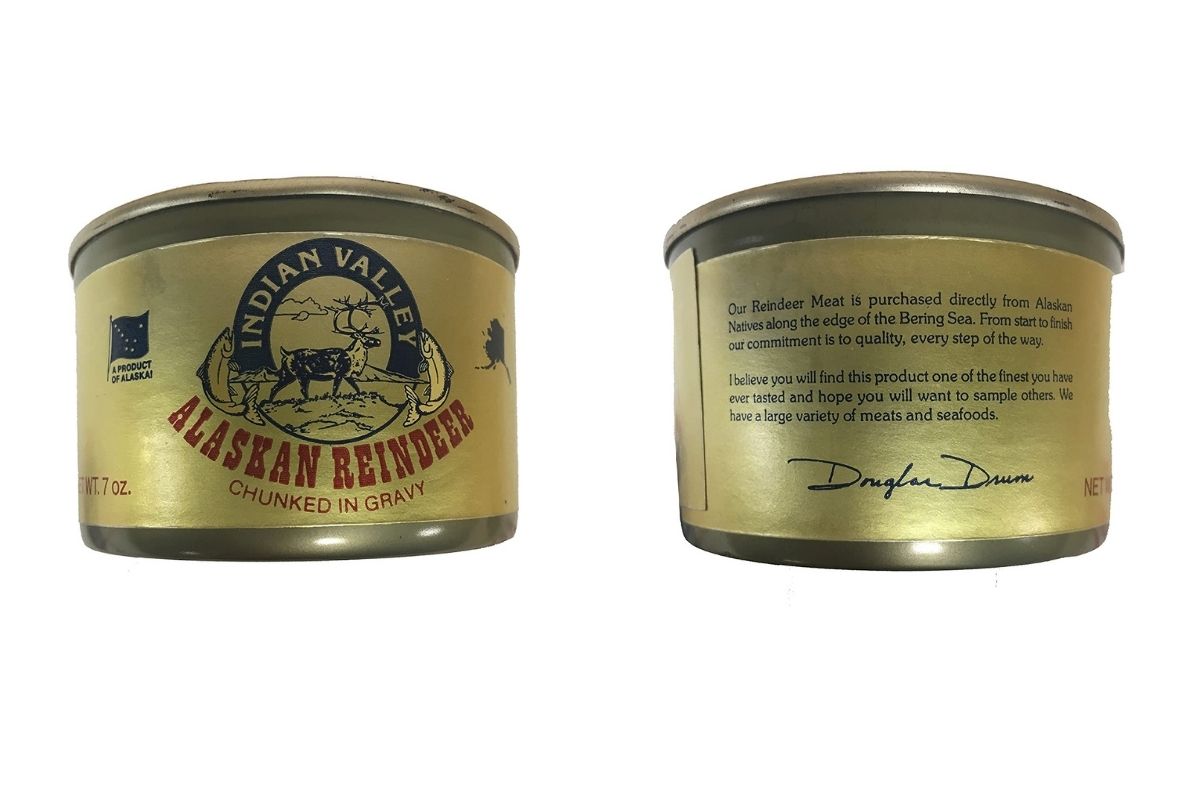 INDIAN VALLEY
A PRODUCT
OF ALASKA!
ALASKAN REINDEER
CHUNKED IN GRAVY
WT. 7 oz.
Our Reindeer Meat is purchased directly from Alaskan
Natives along the edge of the Bering Sea. From start to finish
our commitment is to quality, every step of the way.
I believe you will find this product one of the finest you have
ever tasted and hope you will want to sample others. We
have a large variety of meats and seafoods.
Douglas Drum
NET